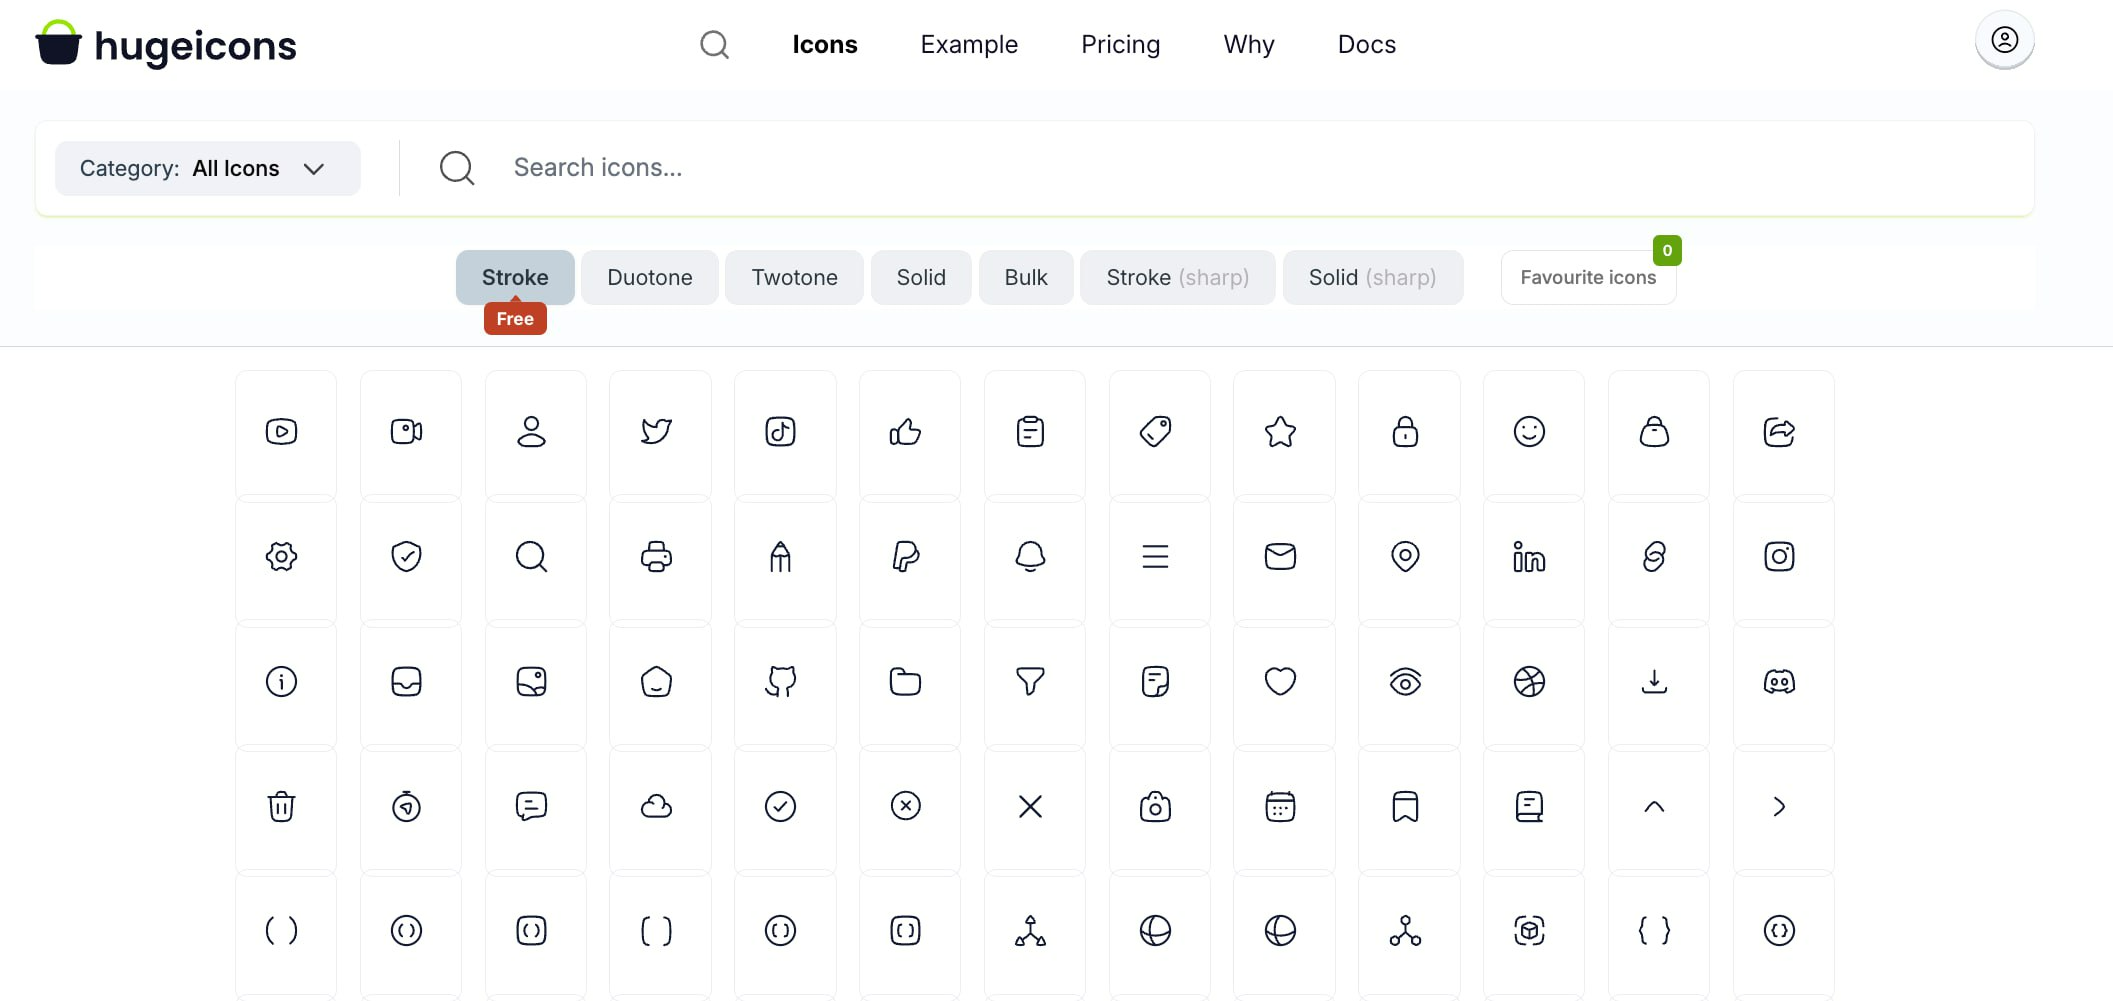 hugeicons
Icons
Example
Pricing
Why
Docs
Category: All Icons
Search icons...
0
Stroke
Duotone
Twotone
Solid
Bulk
Stroke (sharp)
Solid (sharp)
Favourite icons
Free